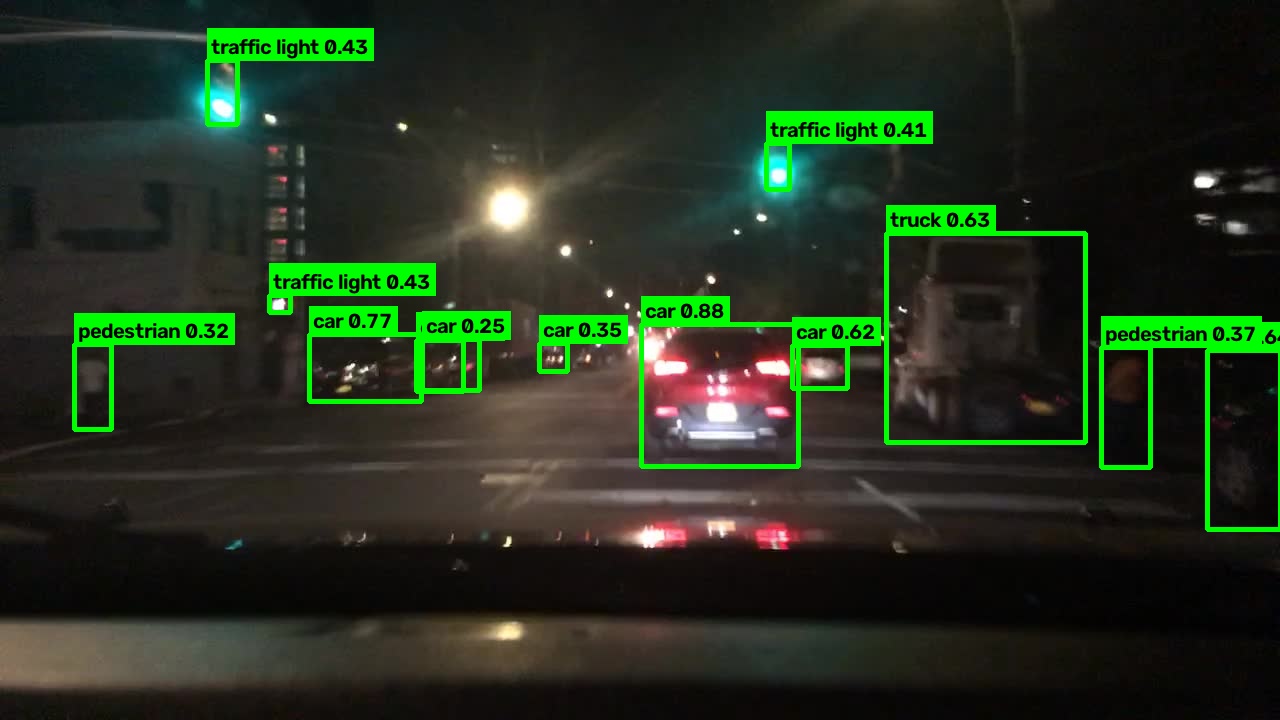 traffic light 0.43
traffic light 0.41
truck 0.63
traffic light 0.43
car 0.88
car 0.77
car 0.25
car 0.35
car 0.62
pedestrian 0.32
pedestrian 0.37